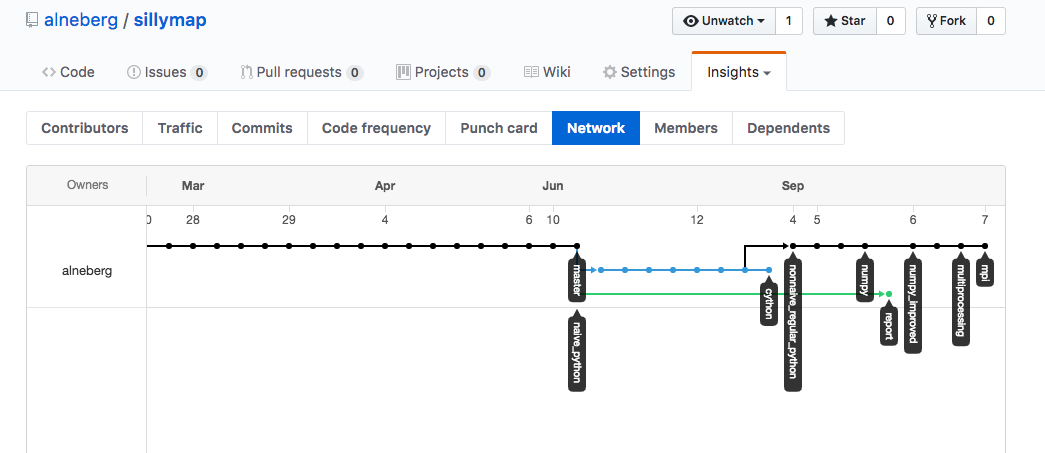 alneberg / sillymap
Unwatch 1 Star 0 Fork 0
Code Issues 0 Pull requests 0 Projects 0 Wiki Settings Insights
Contributors Traffic Commits Code frequency Punch card Network Members Dependents
Owners Mar Apr Jun Sep
0 28 29 4 6 10 12 4 5 6 7
alneberg
master
naive_python
cython
nonnaive_regular_python
numpy
report
numpy_improved
multiprocessing
mpi